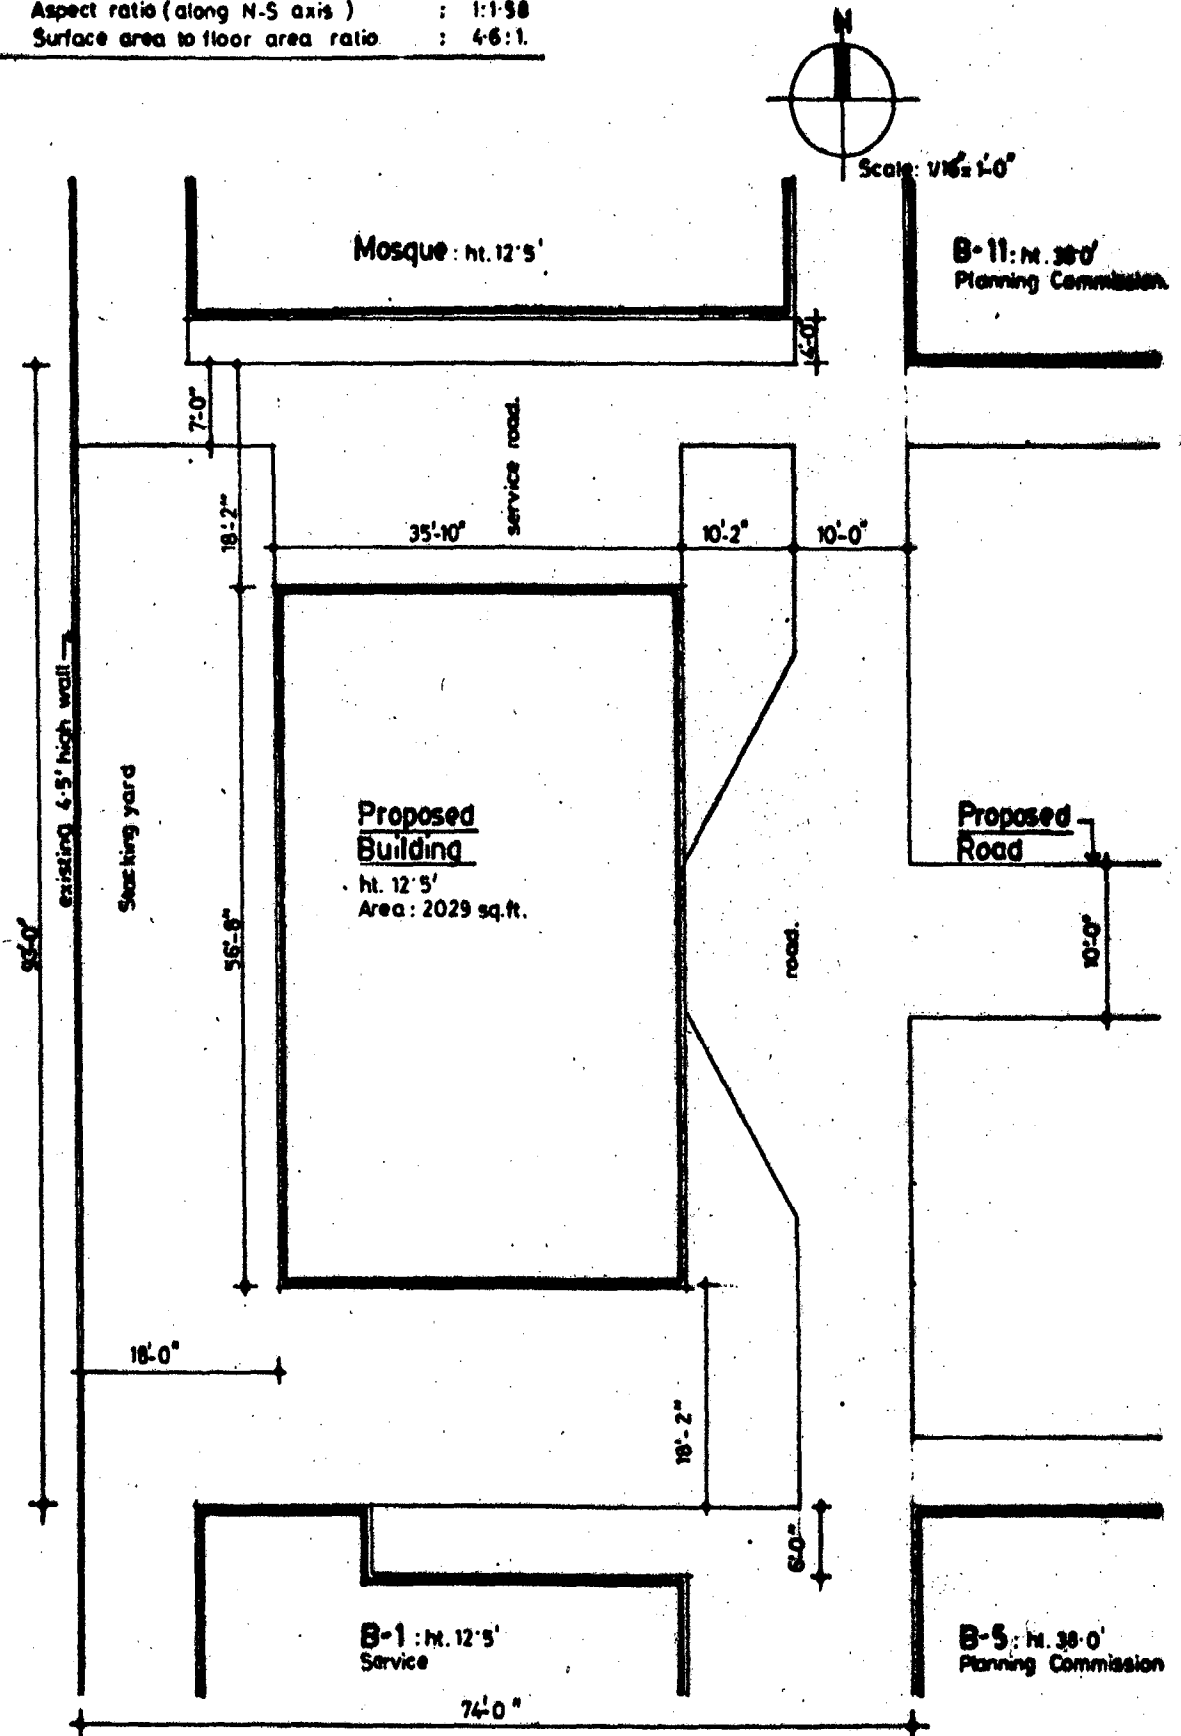 Aspect ratio (along N-S axis) : 1:1·58
Surface area to floor area ratio : 4·6:1.
N
Scale: 1/16"= 1'-0"
Mosque : ht. 12·5'
B-11 : ht. 38·0'
Planning Commission.
4'-0"
7'-0"
service road.
18'-2"
35'-10"
10'-2"
10'-0"
existing 4·5' high wall
Stacking yard
Proposed
Building
ht. 12·5'
Area : 2029 sq.ft.
Proposed
Road
93'-0"
56'-8"
road.
10'-0"
18'-0"
18'-2"
6'-0"
B-1 : ht. 12·5'
Service
B-5 : ht. 38·0'
Planning Commission
74'-0"